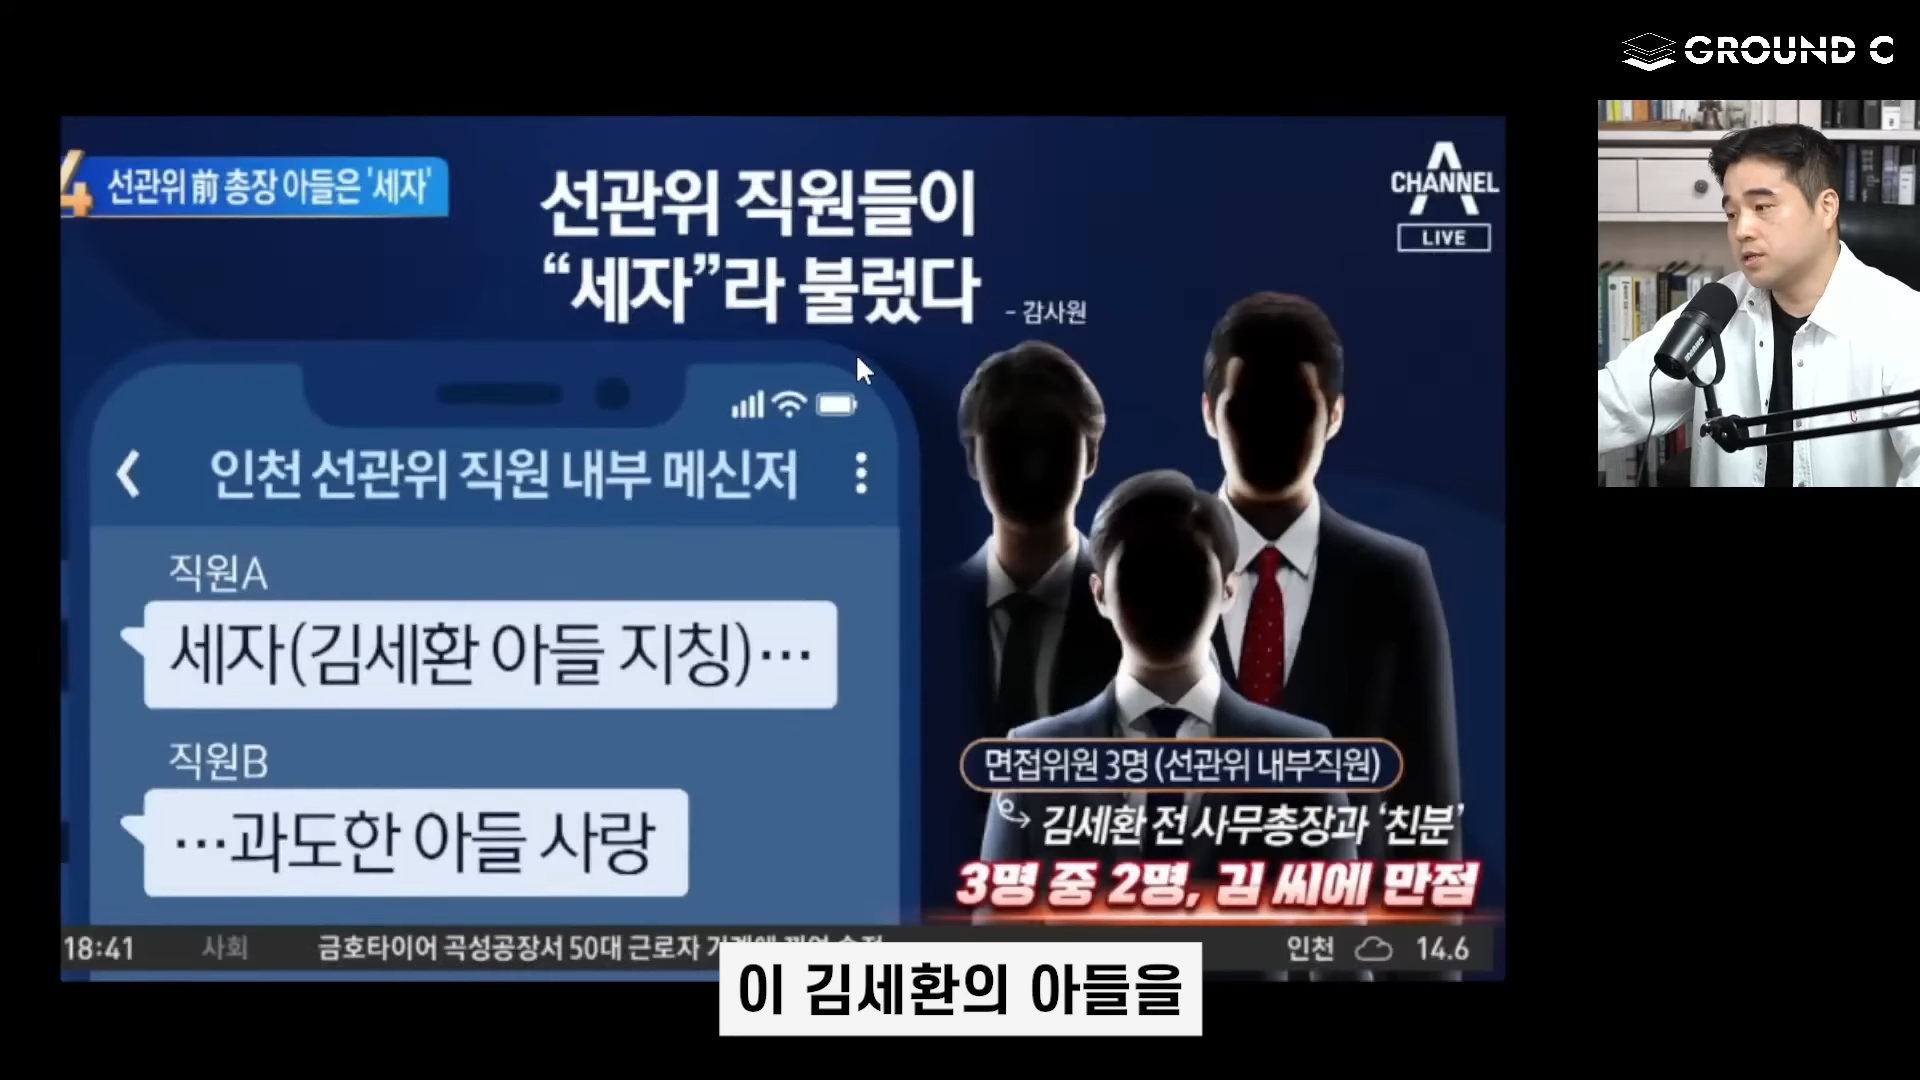 GROUND C
4 선관위 前 총장 아들은 '세자'
선관위 직원들이
“세자”라 불렀다
- 감사원
CHANNEL A
LIVE
인천 선관위 직원 내부 메신저
직원A
세자(김세환 아들 지칭)…
직원B
…과도한 아들 사랑
면접위원 3명 (선관위 내부직원)
김세환 전 사무총장과 ‘친분’
3명 중 2명, 김 씨에 만점
18:41 사회 금호타이어 곡성공장서 50대 근로자
인천 14.6
이 김세환의 아들을